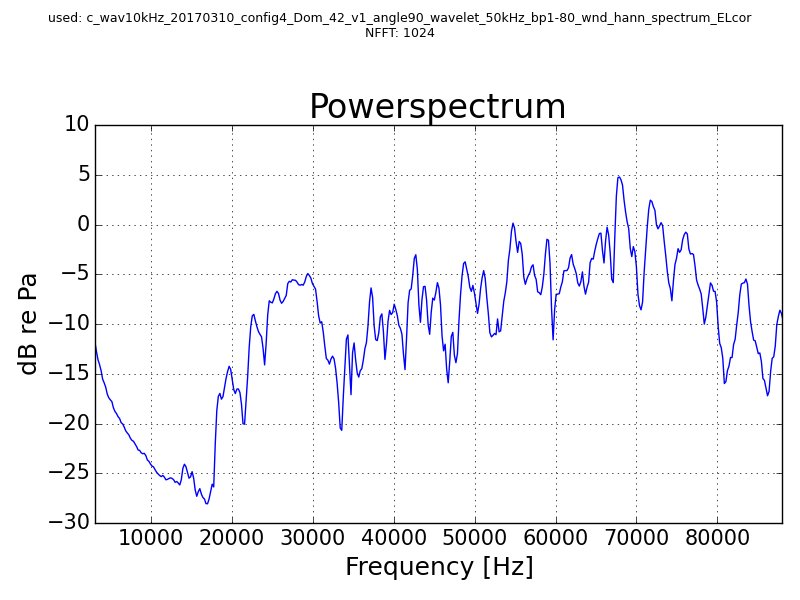 used: c_wav10kHz_20170310_config4_Dom_42_v1_angle90_wavelet_50kHz_bp1-80_wnd_hann_spectrum_ELcor
NFFT: 1024
Powerspectrum
10
5
0
−5
−10
−15
−20
−25
−30
dB re Pa
10000 20000 30000 40000 50000 60000 70000 80000
Frequency [Hz]